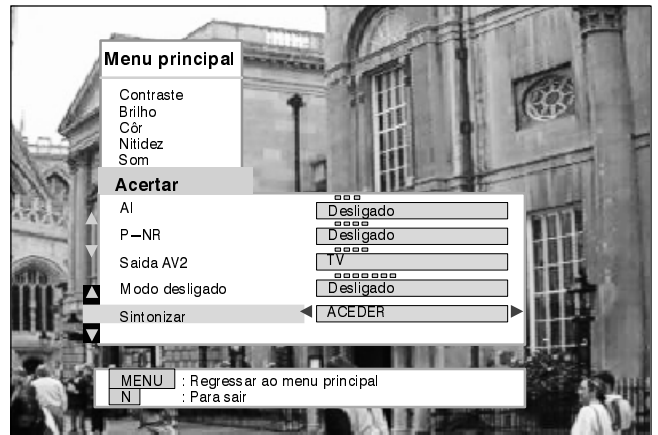 Menu principal
Contraste
Brilho
Côr
Nitidez
Som
Acertar
AI Desligado
P–NR Desligado
Saida AV2 TV
Modo desligado Desligado
Sintonizar ACEDER
MENU : Regressar ao menu principal
N : Para sair